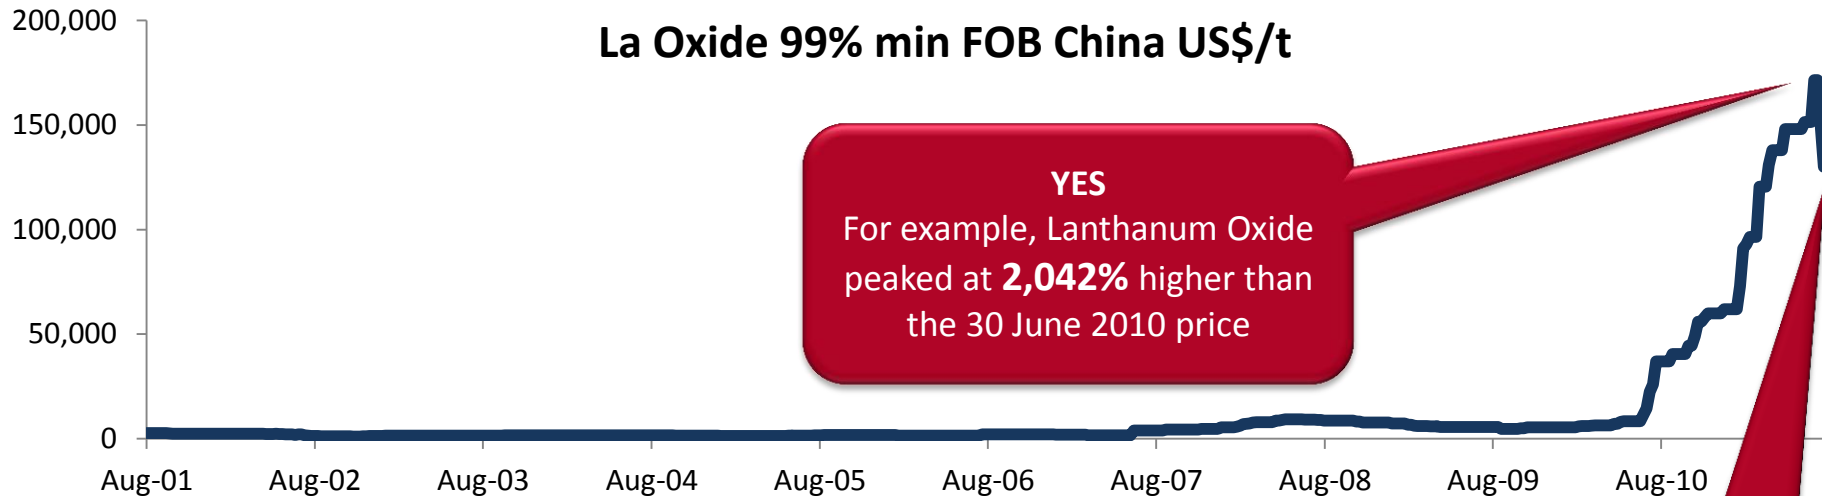 La Oxide 99% min FOB China US$/t
200,000
150,000
100,000
50,000
0
YES
For example, Lanthanum Oxide
peaked at 2,042% higher than
the 30 June 2010 price
Aug-01 Aug-02 Aug-03 Aug-04 Aug-05 Aug-06 Aug-07 Aug-08 Aug-09 Aug-10